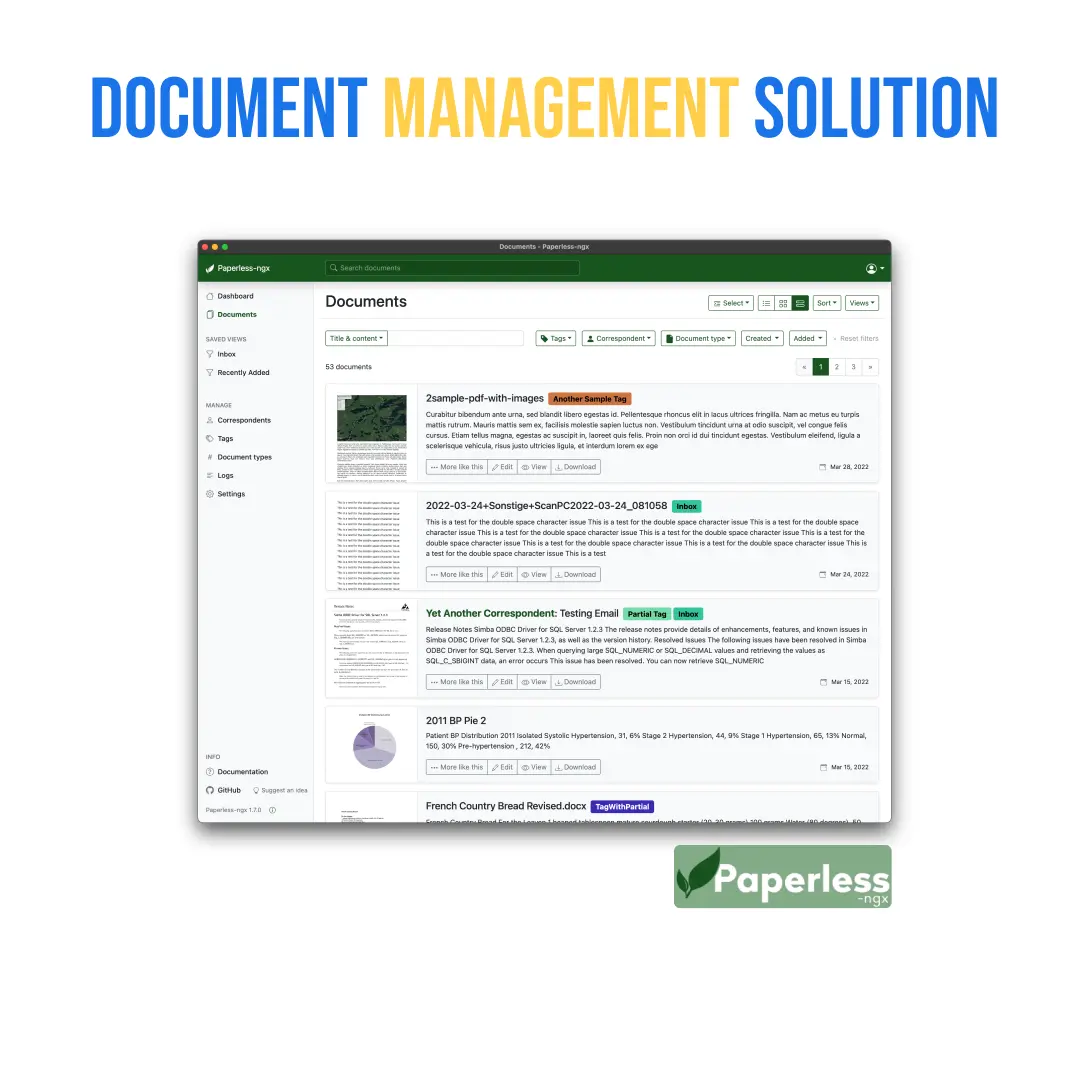 DOCUMENT MANAGEMENT SOLUTION
Documents - Paperless-ngx
Paperless-ngx
Search documents
Dashboard
Documents
SAVED VIEWS
Inbox
Recently Added
MANAGE
Correspondents
Tags
Document types
Logs
Settings
INFO
Documentation
GitHub Suggest an idea
Paperless-ngx 1.7.0
Documents
Select Sort Views
Title & content Tags Correspondent Document type Created Added Reset filters
53 documents
« 1 2 3 »
2sample-pdf-with-images Another Sample Tag
Curabitur bibendum ante urna, sed blandit libero egestas id. Pellentesque rhoncus elit in lacus ultrices fringilla. Nam ac metus eu turpis
mattis rutrum. Mauris mattis sem ex, facilisis molestie sapien luctus non. Vestibulum tincidunt urna at odio suscipit, vel congue felis
cursus. Etiam tellus magna, egestas ac suscipit in, laoreet quis felis. Proin non orci id dui tincidunt egestas. Vestibulum eleifend, ligula a
scelerisque vehicula, risus justo ultricies ligula, et interdum lorem ex ege
More like this Edit View Download Mar 28, 2022
2022-03-24+Sonstige+ScanPC2022-03-24_081058 Inbox
This is a test for the double space character issue This is a test for the double space character issue This is a test for the double space
character issue This is a test for the double space character issue This is a test for the double space character issue This is a test for the
double space character issue This is a test for the double space character issue This is a test for the double space character issue This is
a test for the double space character issue This is a test
More like this Edit View Download Mar 24, 2022
Yet Another Correspondent: Testing Email Partial Tag Inbox
Release Notes Simba ODBC Driver for SQL Server 1.2.3 The release notes provide details of enhancements, features, and known issues in
Simba ODBC Driver for SQL Server 1.2.3, as well as the version history. Resolved Issues The following issues have been resolved in Simba
ODBC Driver for SQL Server 1.2.3. When querying large SQL_NUMERIC or SQL_DECIMAL values and retrieving the values as
SQL_C_SBIGINT data, an error occurs This issue has been resolved. You can now retrieve SQL_NUMERIC
More like this Edit View Download Mar 15, 2022
2011 BP Pie 2
Patient BP Distribution 2011 Isolated Systolic Hypertension, 31, 6% Stage 2 Hypertension, 44, 9% Stage 1 Hypertension, 65, 13% Normal,
150, 30% Pre-hypertension , 212, 42%
More like this Edit View Download Mar 15, 2022
French Country Bread Revised.docx TagWithPartial
Paperless
-ngx